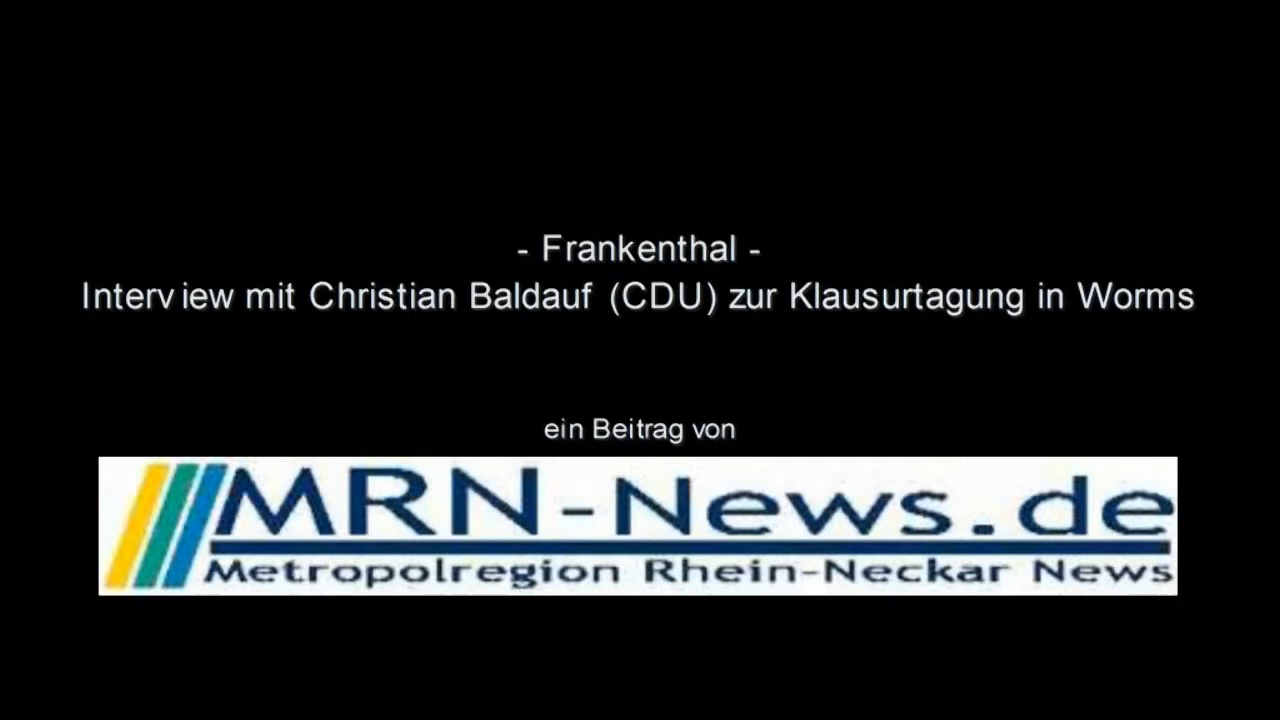 - Frankenthal -
Interview mit Christian Baldauf (CDU) zur Klausurtagung in Worms
ein Beitrag von
MRN-News.de
Metropolregion Rhein-Neckar News